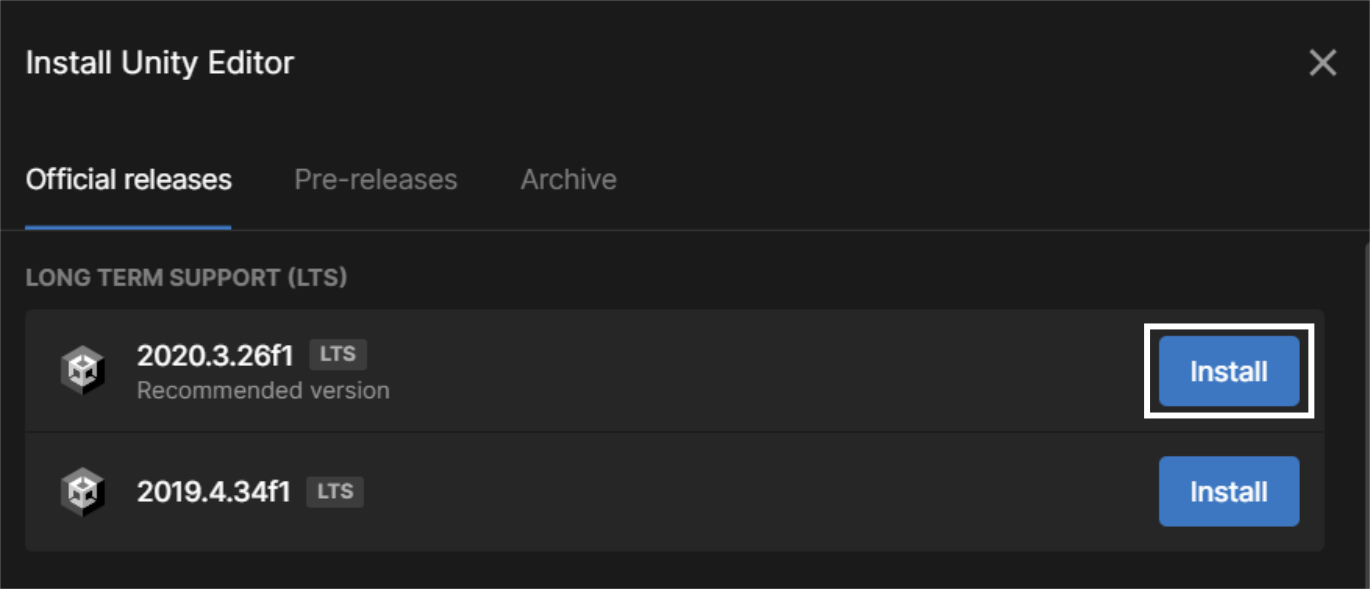 Install Unity Editor
Official releases Pre-releases Archive
LONG TERM SUPPORT (LTS)
2020.3.26f1 LTS
Recommended version
Install
2019.4.34f1 LTS
Install